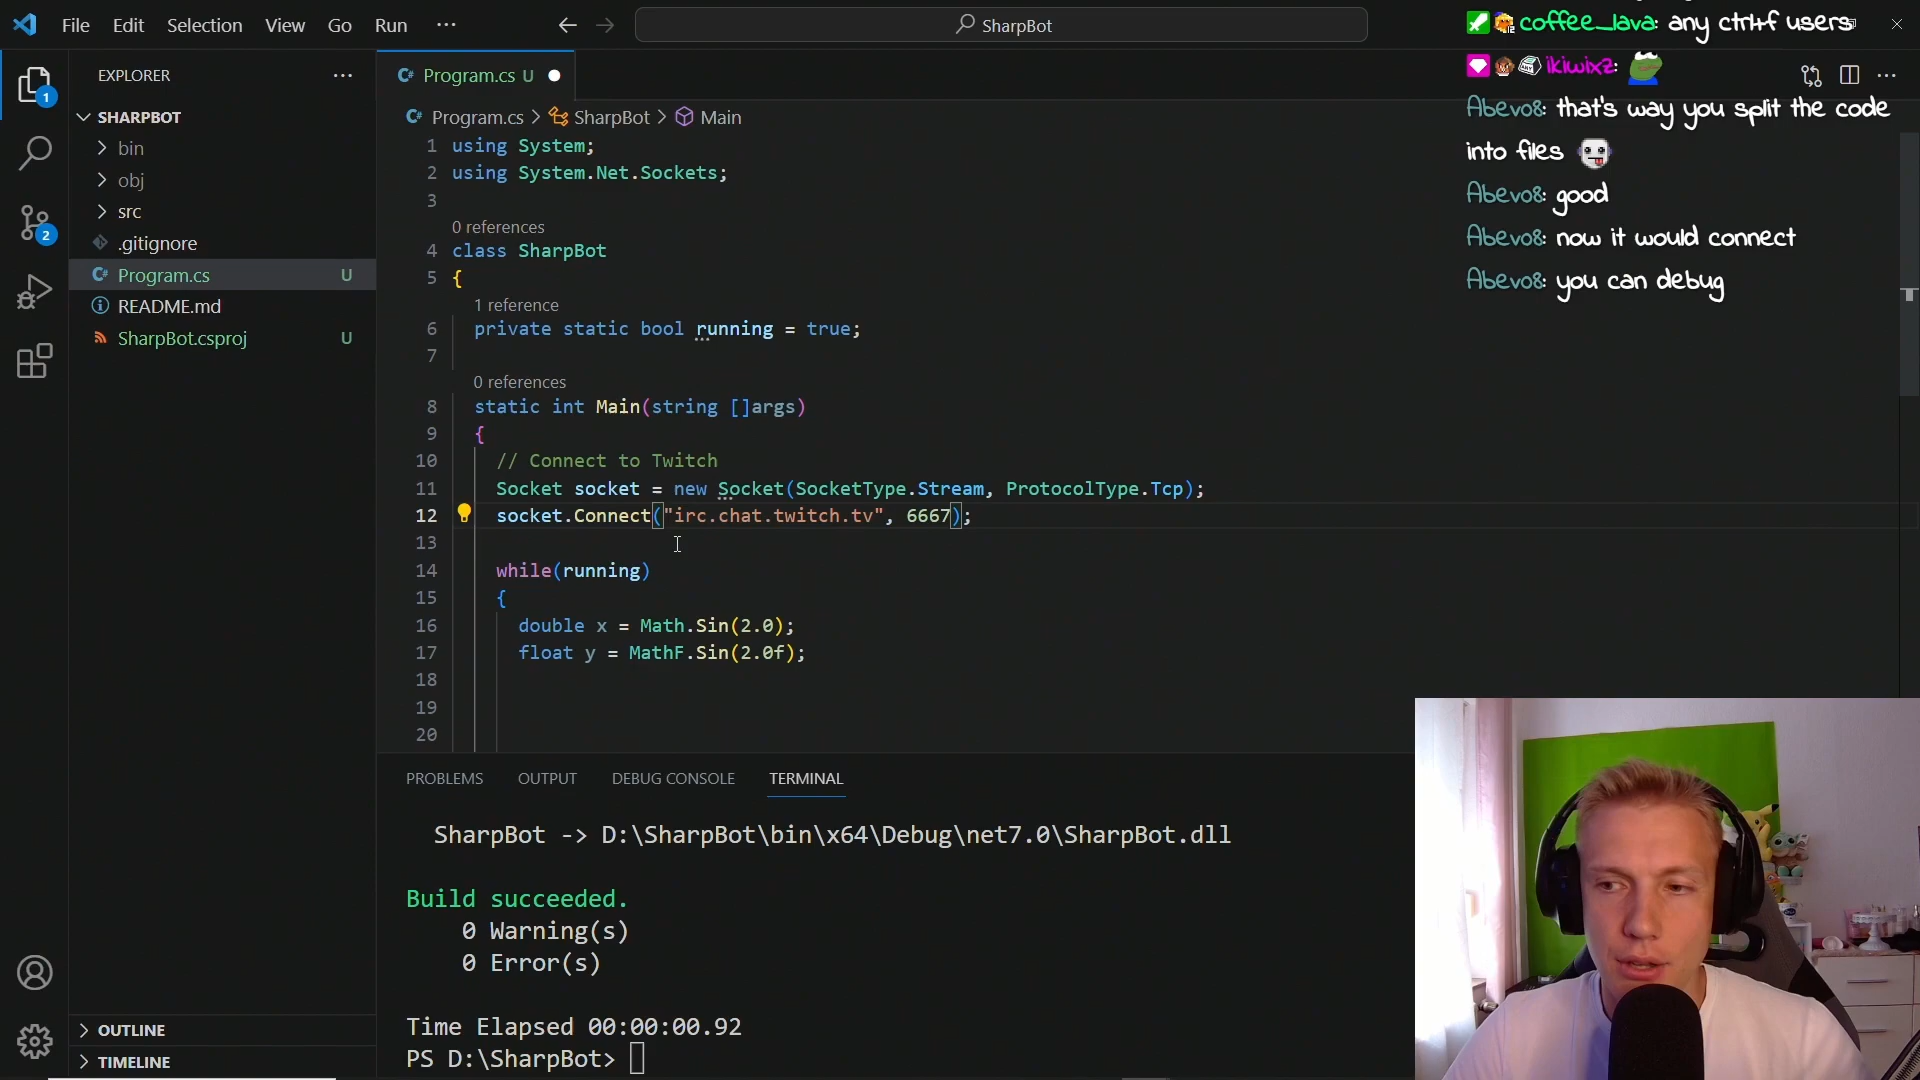 File Edit Selection View Go Run ··· SharpBot
EXPLORER ···
SHARPBOT
bin
obj
src
.gitignore
Program.cs U
README.md
SharpBot.csproj U
OUTLINE
TIMELINE
1
2
Program.cs U
Program.cs > SharpBot > Main
1 using System;
2 using System.Net.Sockets;
3
0 references
4 class SharpBot
5 {
1 reference
6 private static bool running = true;
7
0 references
8 static int Main(string []args)
9 {
10 // Connect to Twitch
11 Socket socket = new Socket(SocketType.Stream, ProtocolType.Tcp);
12 socket.Connect("irc.chat.twitch.tv", 6667);
13
14 while(running)
15 {
16 double x = Math.Sin(2.0);
17 float y = MathF.Sin(2.0f);
18
19
20
PROBLEMS OUTPUT DEBUG CONSOLE TERMINAL
SharpBot -> D:\SharpBot\bin\x64\Debug\net7.0\SharpBot.dll
Build succeeded.
0 Warning(s)
0 Error(s)
Time Elapsed 00:00:00.92
PS D:\SharpBot>
coffee_lava: any ctrl+f users
ikiwixz:
Abevo8: that's way you split the code
into files
Abevo8: good
Abevo8: now it would connect
Abevo8: you can debug